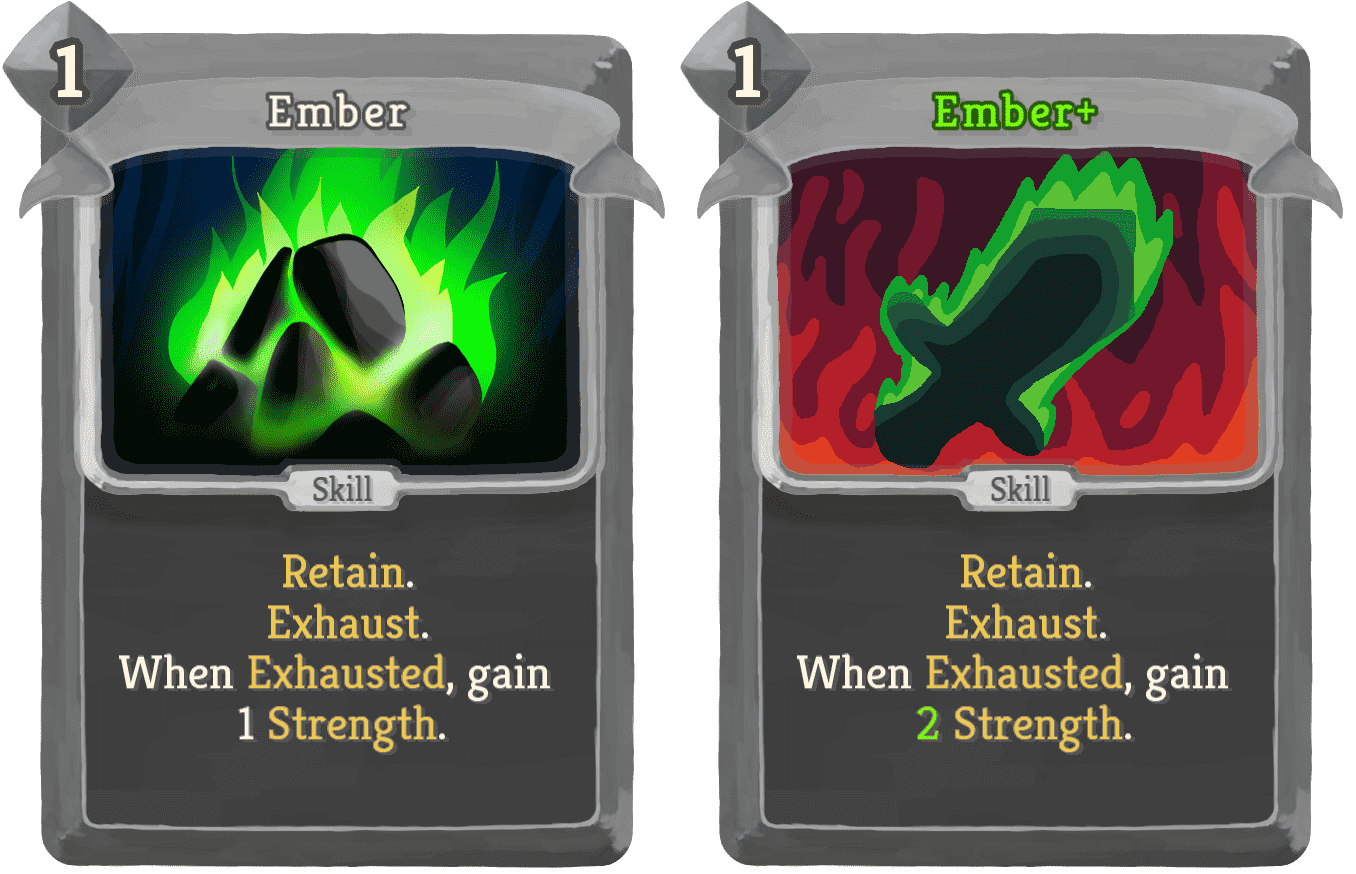 1
Ember
Skill
Retain.
Exhaust.
When Exhausted, gain
1 Strength.
1
Ember+
Skill
Retain.
Exhaust.
When Exhausted, gain
2 Strength.